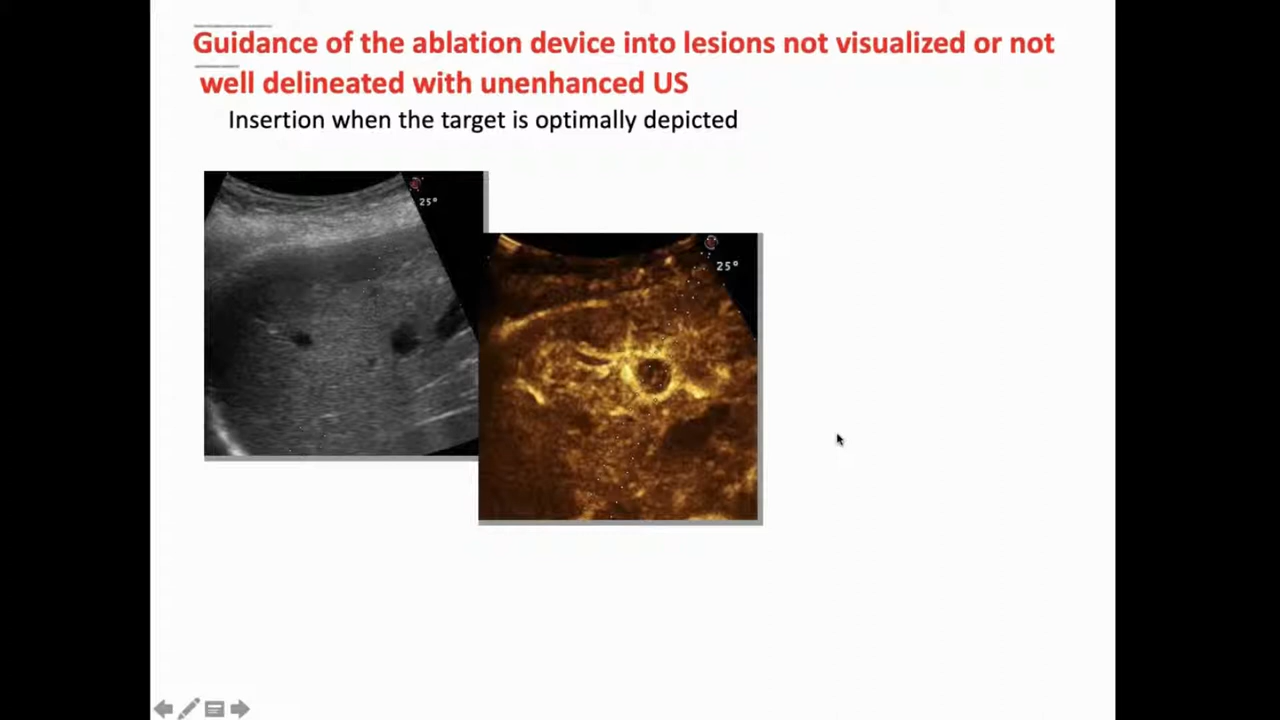 Guidance of the ablation device into lesions not visualized or not
well delineated with unenhanced US
Insertion when the target is optimally depicted
25°
25°